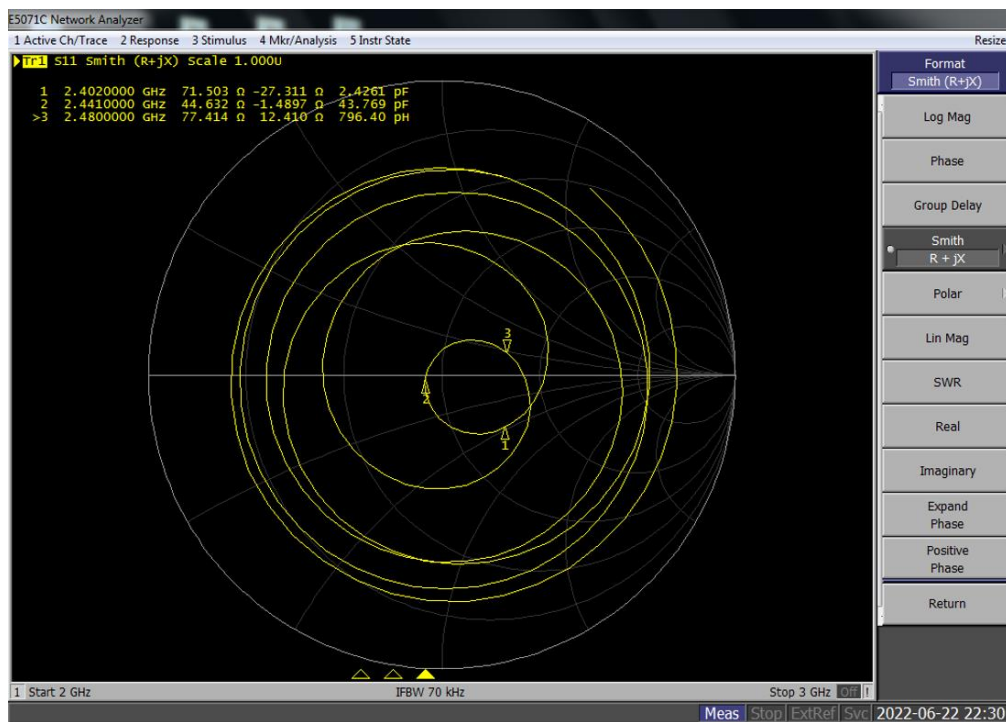 E5071C Network Analyzer
1 Active Ch/Trace 2 Response 3 Stimulus 4 Mkr/Analysis 5 Instr State
Resize
Tr1 S11 Smith (R+jX) Scale 1.000U
1 2.4020000 GHz 71.503 Ω -27.311 Ω 2.4261 pF
2 2.4410000 GHz 44.632 Ω -1.4897 Ω 43.769 pF
>3 2.4800000 GHz 77.414 Ω 12.410 Ω 796.40 pH
3
2
1
Format
Smith (R+jX)
Log Mag
Phase
Group Delay
Smith
R + jX
Polar
Lin Mag
SWR
Real
Imaginary
Expand
Phase
Positive
Phase
Return
1 Start 2 GHz
IFBW 70 kHz
Stop 3 GHz Off !
Meas Stop ExtRef Svc 2022-06-22 22:30